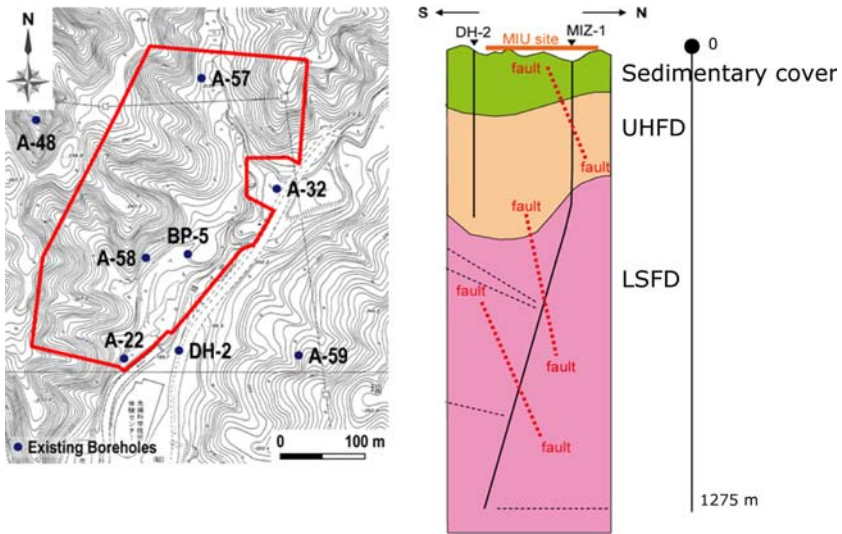 N
A-57
A-48
A-32
BP-5
A-58
A-22
DH-2
A-59
Existing Boreholes
0
100 m
S
N
DH-2
MIU site
MIZ-1
0
fault
Sedimentary cover
UHFD
fault
fault
LSFD
fault
fault
fault
1275 m